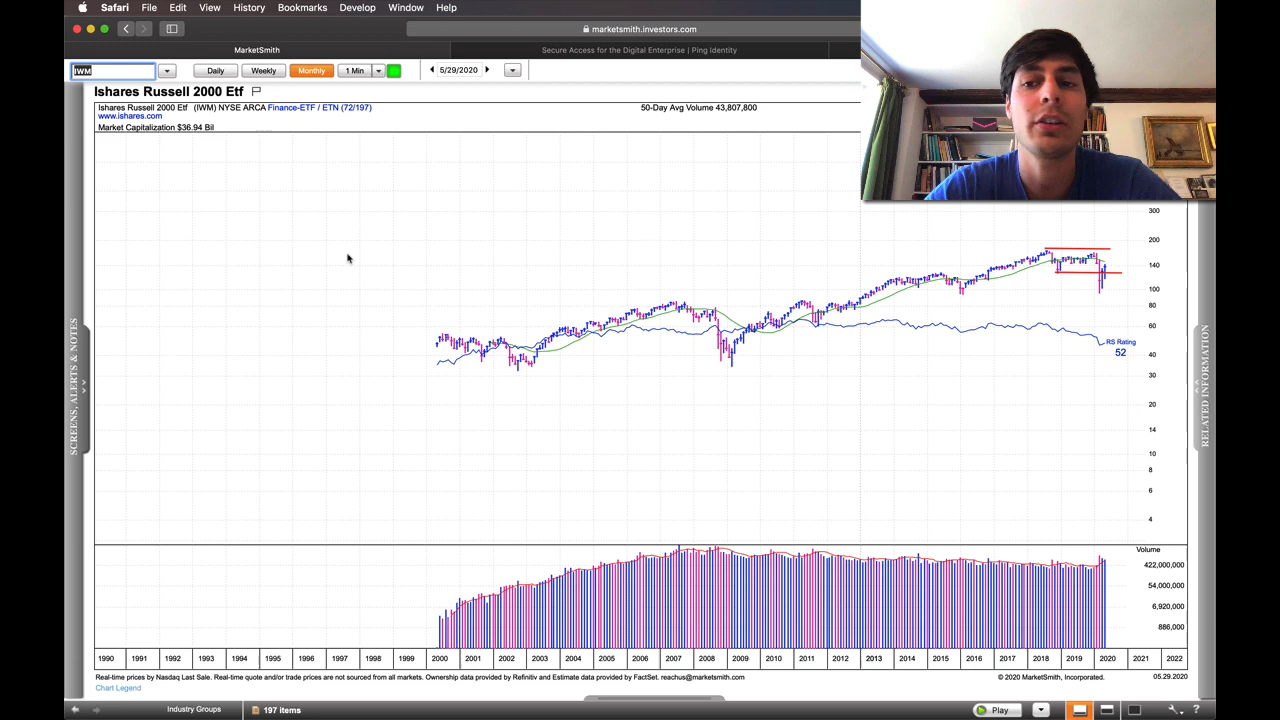 Safari File Edit View History Bookmarks Develop Window Help
marketsmith.investors.com
MarketSmith Secure Access for the Digital Enterprise | Ping Identity
IWM Daily Weekly Monthly 1 Min 5/29/2020
Ishares Russell 2000 Etf
Ishares Russell 2000 Etf (IWM) NYSE ARCA Finance-ETF / ETN (72/197) 50-Day Avg Volume 43,807,800
www.ishares.com
Market Capitalization $36.94 Bil
300
200
140
100
80
60
RS Rating
52
40
30
20
14
10
8
6
4
SCREENS, ALERTS & NOTES
RELATED INFORMATION
Volume
422,000,000
54,000,000
6,920,000
886,000
1990 1991 1992 1993 1994 1995 1996 1997 1998 1999 2000 2001 2002 2003 2004 2005 2006 2007 2008 2009 2010 2011 2012 2013 2014 2015 2016 2017 2018 2019 2020 2021 2022
Real-time prices by Nasdaq Last Sale. Real-time quote and/or trade prices are not sourced from all markets. Ownership data provided by Refinitiv and Estimate data provided by FactSet. reachus@marketsmith.com © 2020 MarketSmith, Incorporated. 05.29.2020
Chart Legend
Industry Groups 197 items Play ?